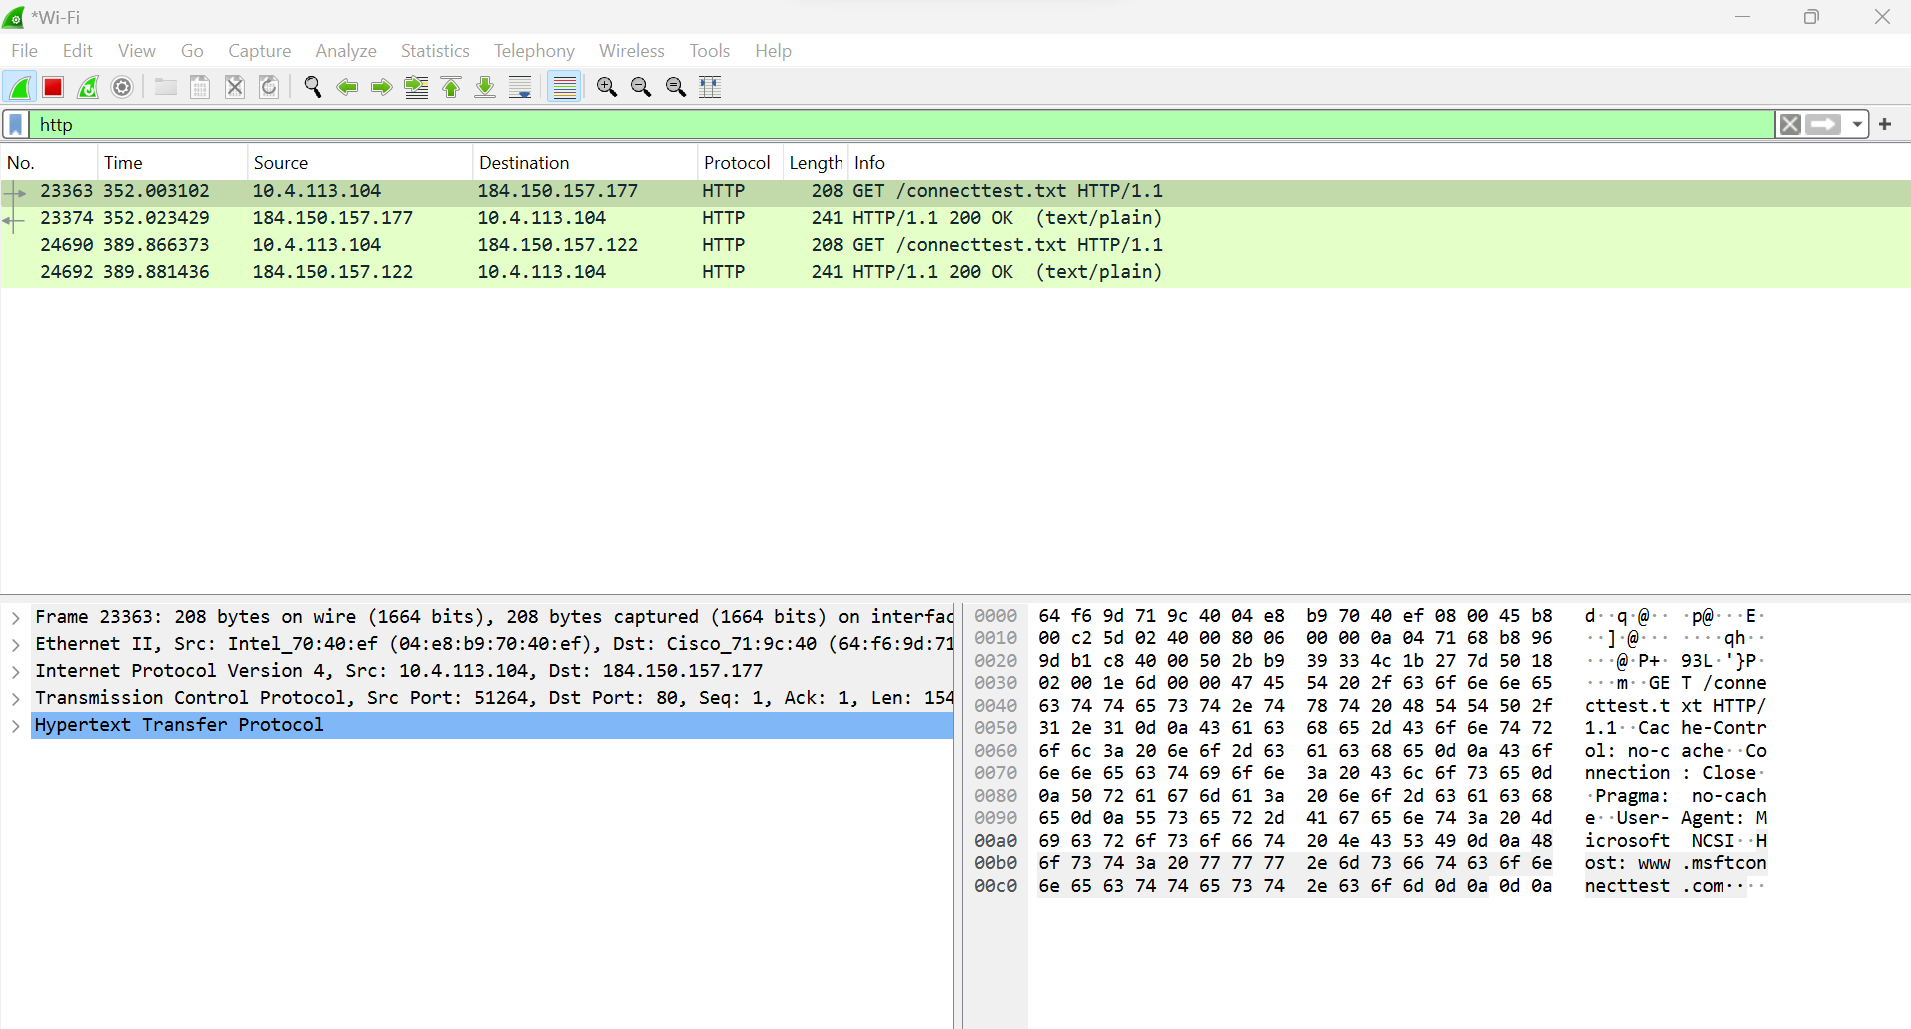 *Wi-Fi
File Edit View Go Capture Analyze Statistics Telephony Wireless Tools Help
http
No. Time Source Destination Protocol Length Info
23363 352.003102 10.4.113.104 184.150.157.177 HTTP 208 GET /connecttest.txt HTTP/1.1
23374 352.023429 184.150.157.177 10.4.113.104 HTTP 241 HTTP/1.1 200 OK (text/plain)
24690 389.866373 10.4.113.104 184.150.157.122 HTTP 208 GET /connecttest.txt HTTP/1.1
24692 389.881436 184.150.157.122 10.4.113.104 HTTP 241 HTTP/1.1 200 OK (text/plain)
Frame 23363: 208 bytes on wire (1664 bits), 208 bytes captured (1664 bits) on interfac
Ethernet II, Src: Intel_70:40:ef (04:e8:b9:70:40:ef), Dst: Cisco_71:9c:40 (64:f6:9d:71
Internet Protocol Version 4, Src: 10.4.113.104, Dst: 184.150.157.177
Transmission Control Protocol, Src Port: 51264, Dst Port: 80, Seq: 1, Ack: 1, Len: 154
Hypertext Transfer Protocol
0000 64 f6 9d 71 9c 40 04 e8 b9 70 40 ef 08 00 45 b8 d··q·@·· ·p@···E·
0010 00 c2 5d 02 40 00 80 06 00 00 0a 04 71 68 b8 96 ··]·@··· ····qh··
0020 9d b1 c8 40 00 50 2b b9 39 33 4c 1b 27 7d 50 18 ···@·P+· 93L·'}P·
0030 02 00 1e 6d 00 00 47 45 54 20 2f 63 6f 6e 6e 65 ···m··GE T /conne
0040 63 74 74 65 73 74 2e 74 78 74 20 48 54 54 50 2f cttest.t xt HTTP/
0050 31 2e 31 0d 0a 43 61 63 68 65 2d 43 6f 6e 74 72 1.1··Cac he-Contr
0060 6f 6c 3a 20 6e 6f 2d 63 61 63 68 65 0d 0a 43 6f ol: no-c ache··Co
0070 6e 6e 65 63 74 69 6f 6e 3a 20 43 6c 6f 73 65 0d nnection : Close·
0080 0a 50 72 61 67 6d 61 3a 20 6e 6f 2d 63 61 63 68 ·Pragma: no-cach
0090 65 0d 0a 55 73 65 72 2d 41 67 65 6e 74 3a 20 4d e··User- Agent: M
00a0 69 63 72 6f 73 6f 66 74 20 4e 43 53 49 0d 0a 48 icrosoft NCSI··H
00b0 6f 73 74 3a 20 77 77 77 2e 6d 73 66 74 63 6f 6e ost: www .msftcon
00c0 6e 65 63 74 74 65 73 74 2e 63 6f 6d 0d 0a 0d 0a necttest .com····